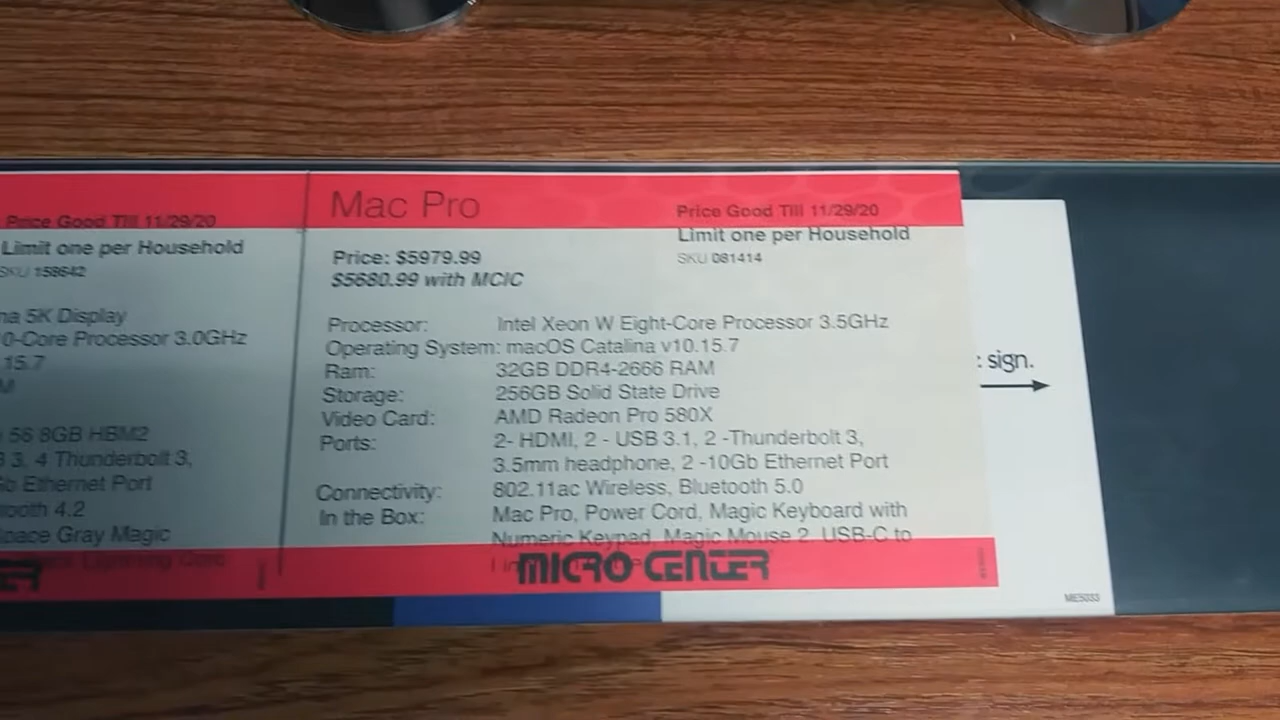 Price Good Till 11/29/20
Limit one per Household
SKU 158642
5K Display
Processor 3.0GHz
15.7
56 8GB HBM2
3, 4 Thunderbolt 3,
Ethernet Port
4.2
Space Gray Magic
Mac Pro
Price Good Till 11/29/20
Limit one per Household
SKU 081414
Price: $5979.99
$5680.99 with MCIC
Processor: Intel Xeon W Eight-Core Processor 3.5GHz
Operating System: macOS Catalina v10.15.7
Ram: 32GB DDR4-2666 RAM
Storage: 256GB Solid State Drive
Video Card: AMD Radeon Pro 580X
Ports: 2- HDMI, 2 - USB 3.1, 2 -Thunderbolt 3,
3.5mm headphone, 2 -10Gb Ethernet Port
Connectivity: 802.11ac Wireless, Bluetooth 5.0
In the Box: Mac Pro, Power Cord, Magic Keyboard with
Numeric Keypad, Magic Mouse 2, USB-C to
MICRO CENTER
sign.
ME5033